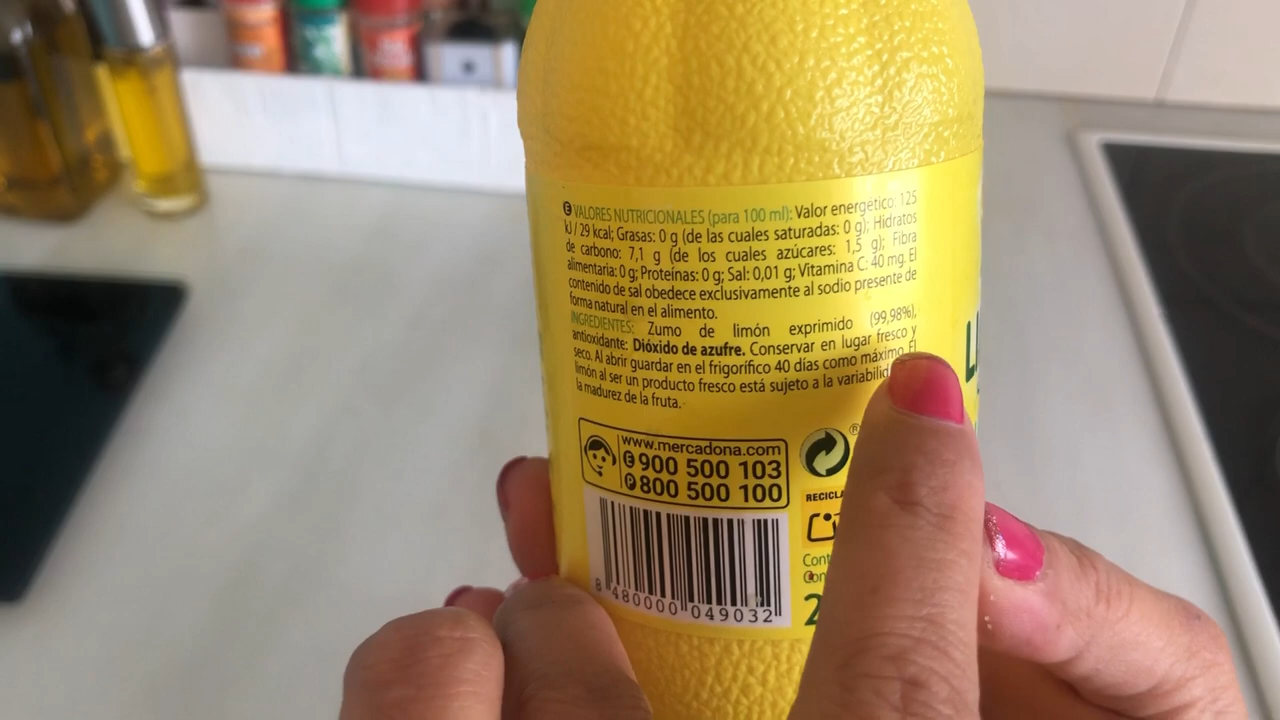 E VALORES NUTRICIONALES (para 100 ml): Valor energético: 125
kJ / 29 kcal; Grasas: 0 g (de las cuales saturadas: 0 g); Hidratos
de carbono: 7,1 g (de los cuales azúcares: 1,5 g); Fibra
alimentaria: 0 g; Proteínas: 0 g; Sal: 0,01 g; Vitamina C: 40 mg. El
contenido de sal obedece exclusivamente al sodio presente de
forma natural en el alimento.
INGREDIENTES: Zumo de limón exprimido (99,98%),
antioxidante: Dióxido de azufre. Conservar en lugar fresco y
seco. Al abrir guardar en el frigorífico 40 días como máximo. El
limón al ser un producto fresco está sujeto a la
la madurez de la fruta.
www.mercadona.com
E 900 500 103
P 800 500 100
®
8 480000 049032